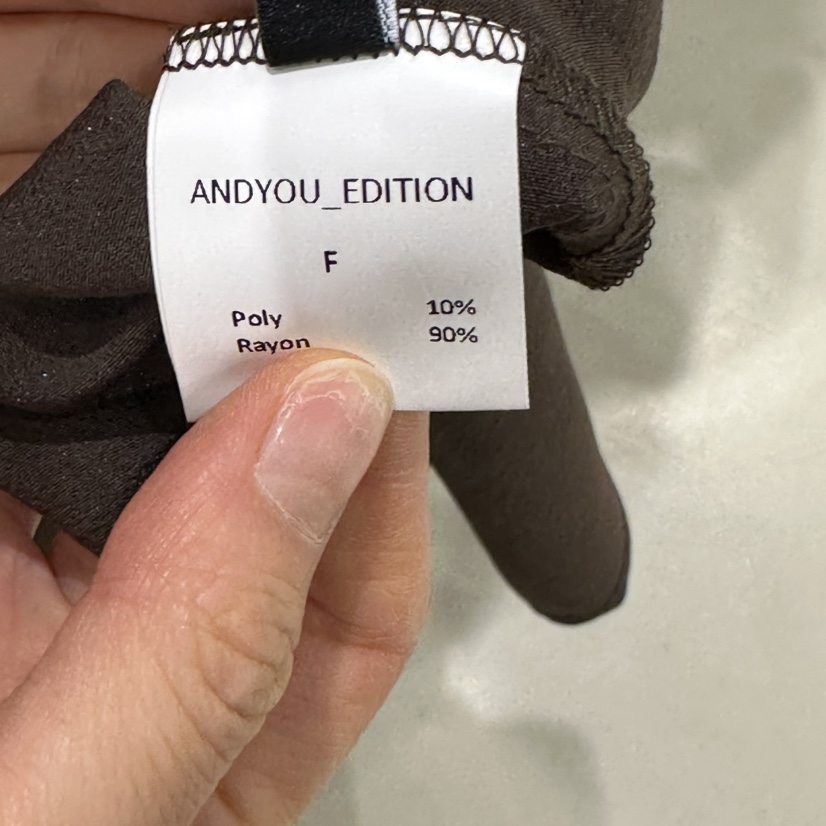 ANDYOU_EDITION
F
Poly 10%
Rayon 90%